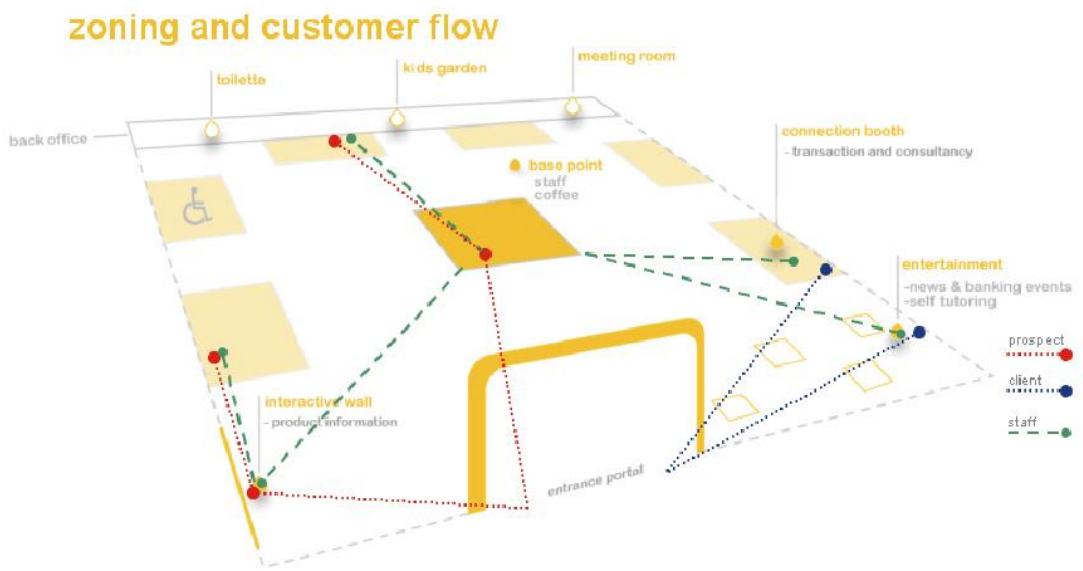 zoning and customer flow
meeting room
kids garden
toilette
back office
connection booth
- transaction and consultancy
base point
staff
coffee
entertainment
-news & banking events
-self tutoring
prospect
client
staff
interactive wall
- product information
entrance portal